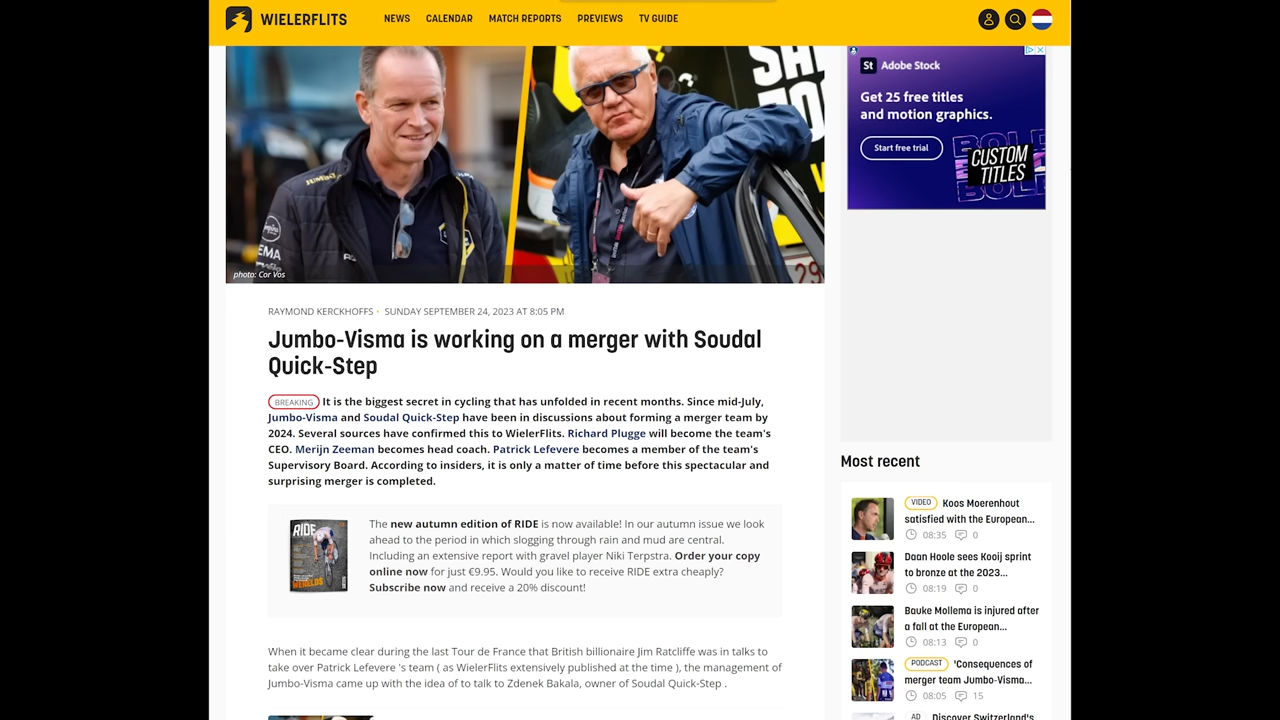 WIELERFLITS
NEWS CALENDAR MATCH REPORTS PREVIEWS TV GUIDE
photo: Cor Vos
JUMBO
EMA
29
St Adobe Stock
Get 25 free titles
and motion graphics.
Start free trial
CUSTOM
TITLES
RAYMOND KERCKHOFFS · SUNDAY SEPTEMBER 24, 2023 AT 8:05 PM
Jumbo-Visma is working on a merger with Soudal
Quick-Step
BREAKING It is the biggest secret in cycling that has unfolded in recent months. Since mid-July,
Jumbo-Visma and Soudal Quick-Step have been in discussions about forming a merger team by
2024. Several sources have confirmed this to WielerFlits. Richard Plugge will become the team's
CEO. Merijn Zeeman becomes head coach. Patrick Lefevere becomes a member of the team's
Supervisory Board. According to insiders, it is only a matter of time before this spectacular and
surprising merger is completed.
RIDE
The new autumn edition of RIDE is now available! In our autumn issue we look
ahead to the period in which slogging through rain and mud are central.
Including an extensive report with gravel player Niki Terpstra. Order your copy
online now for just €9.95. Would you like to receive RIDE extra cheaply?
Subscribe now and receive a 20% discount!
When it became clear during the last Tour de France that British billionaire Jim Ratcliffe was in talks to
take over Patrick Lefevere 's team ( as WielerFlits extensively published at the time ), the management of
Jumbo-Visma came up with the idea of to talk to Zdenek Bakala, owner of Soudal Quick-Step .
Most recent
VIDEO Koos Moerenhout
satisfied with the European...
08:35 0
Daan Hoole sees Kooij sprint
to bronze at the 2023...
08:19 0
Bauke Mollema is injured after
a fall at the European...
08:13 0
PODCAST 'Consequences of
merger team Jumbo-Visma...
08:05 15
AD Discover Switzerland's